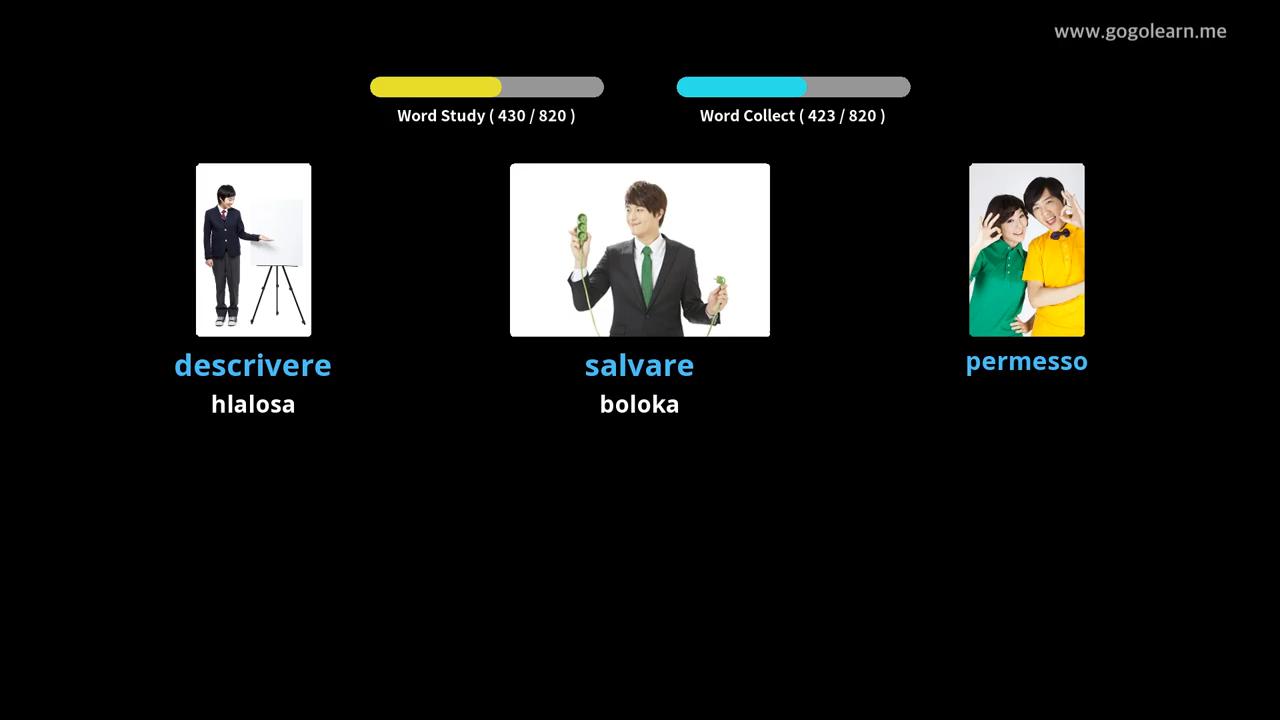 www.gogolearn.me
Word Study ( 430 / 820 )
Word Collect ( 423 / 820 )
descrivere
hlalosa
salvare
boloka
permesso